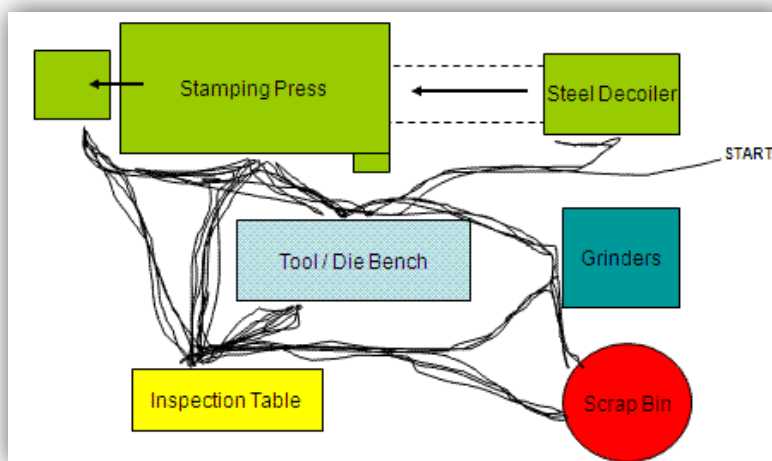 Stamping Press
Steel Decoiler
START
Tool / Die Bench
Grinders
Inspection Table
Scrap Bin